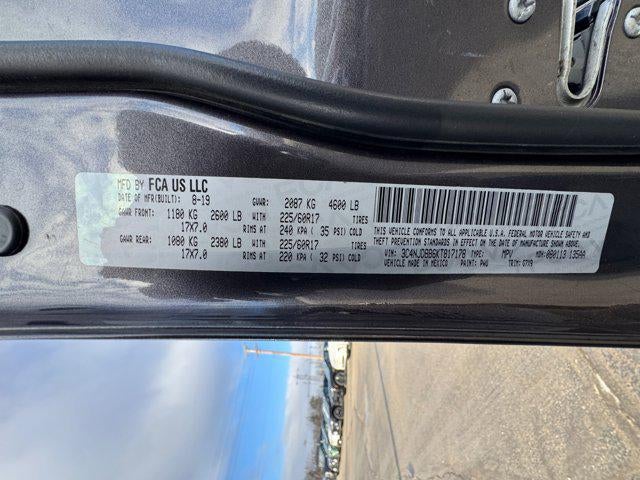 MFD BY FCA US LLC
DATE OF MFR(BUILT): 8-19 GVWR: 2087 KG 4600 LB
GAWR FRONT: 1180 KG 2600 LB WITH 225/60R17 TIRES
17X7.0 RIMS AT 240 KPA ( 35 PSI) COLD
GAWR REAR: 1080 KG 2380 LB WITH 225/60R17 TIRES
17X7.0 RIMS AT 220 KPA ( 32 PSI) COLD
THIS VEHICLE CONFORMS TO ALL APPLICABLE U.S.A. FEDERAL MOTOR VEHICLE SAFETY, BUMPER, AND
THEFT PREVENTION STANDARDS IN EFFECT ON THE DATE OF MANUFACTURE SHOWN ABOVE.
VIN: 3C4NJDBB6KT817178 TYPE: MPV MDH: 080113 135AA
VEHICLE MADE IN MEXICO PAINT: PAU TRIM: